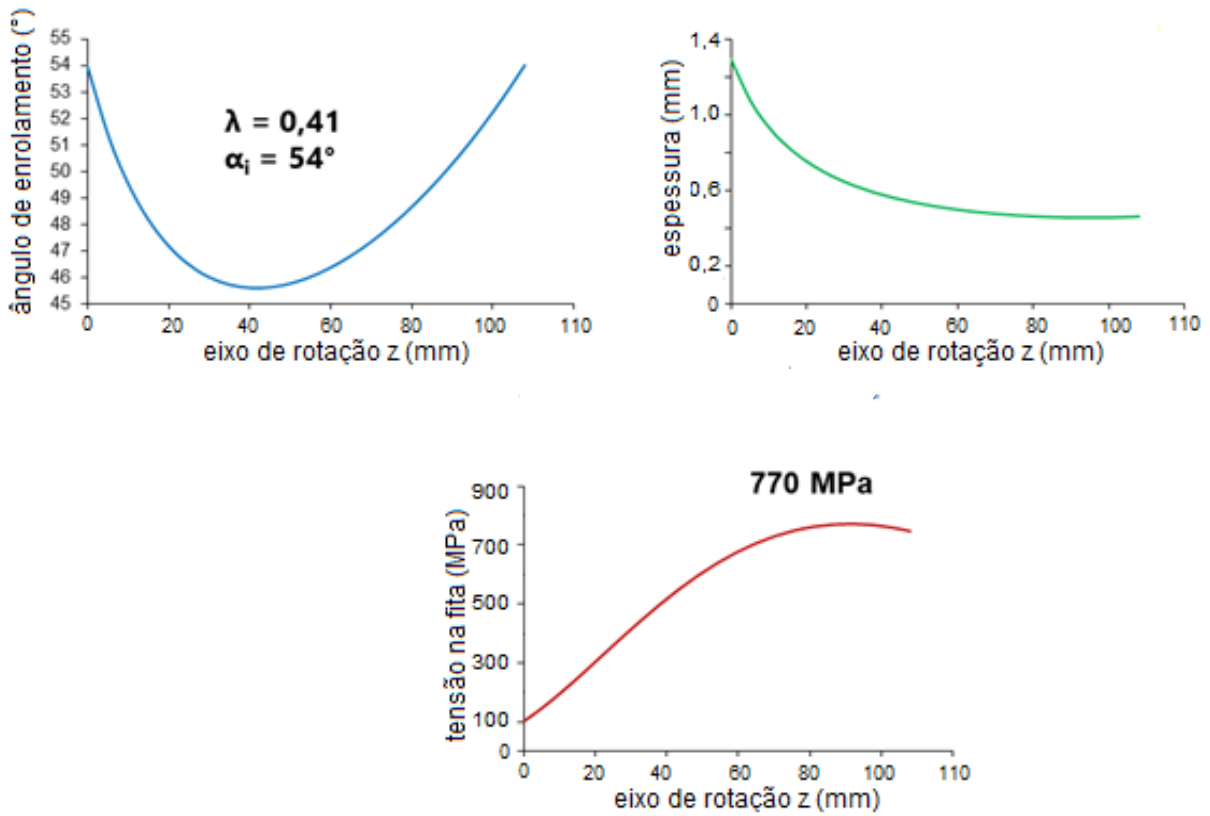 ângulo de enrolamento (°)
55
54
53
52
51
50
49
48
47
46
45
λ = 0,41
αᵢ = 54°
0 20 40 60 80 100 110
eixo de rotação z (mm)
espessura (mm)
1,4
1,0
0,6
0,2
0
0 20 40 60 80 100 110
eixo de rotação z (mm)
770 MPa
tensão na fita (MPa)
900
700
500
300
100
0
0 20 40 60 80 100 110
eixo de rotação z (mm)